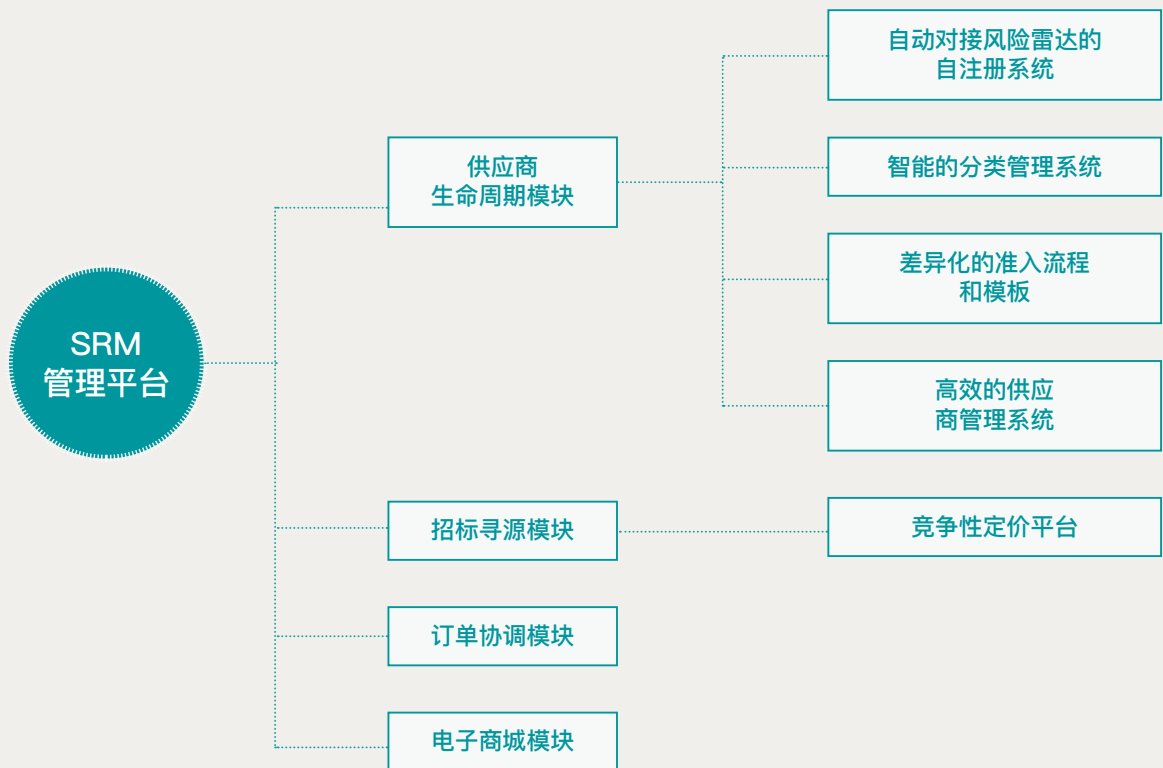 SRM
管理平台
供应商
生命周期模块
自动对接风险雷达的
自注册系统
智能的分类管理系统
差异化的准入流程
和模板
高效的供应
商管理系统
招标寻源模块
竞争性定价平台
订单协调模块
电子商城模块